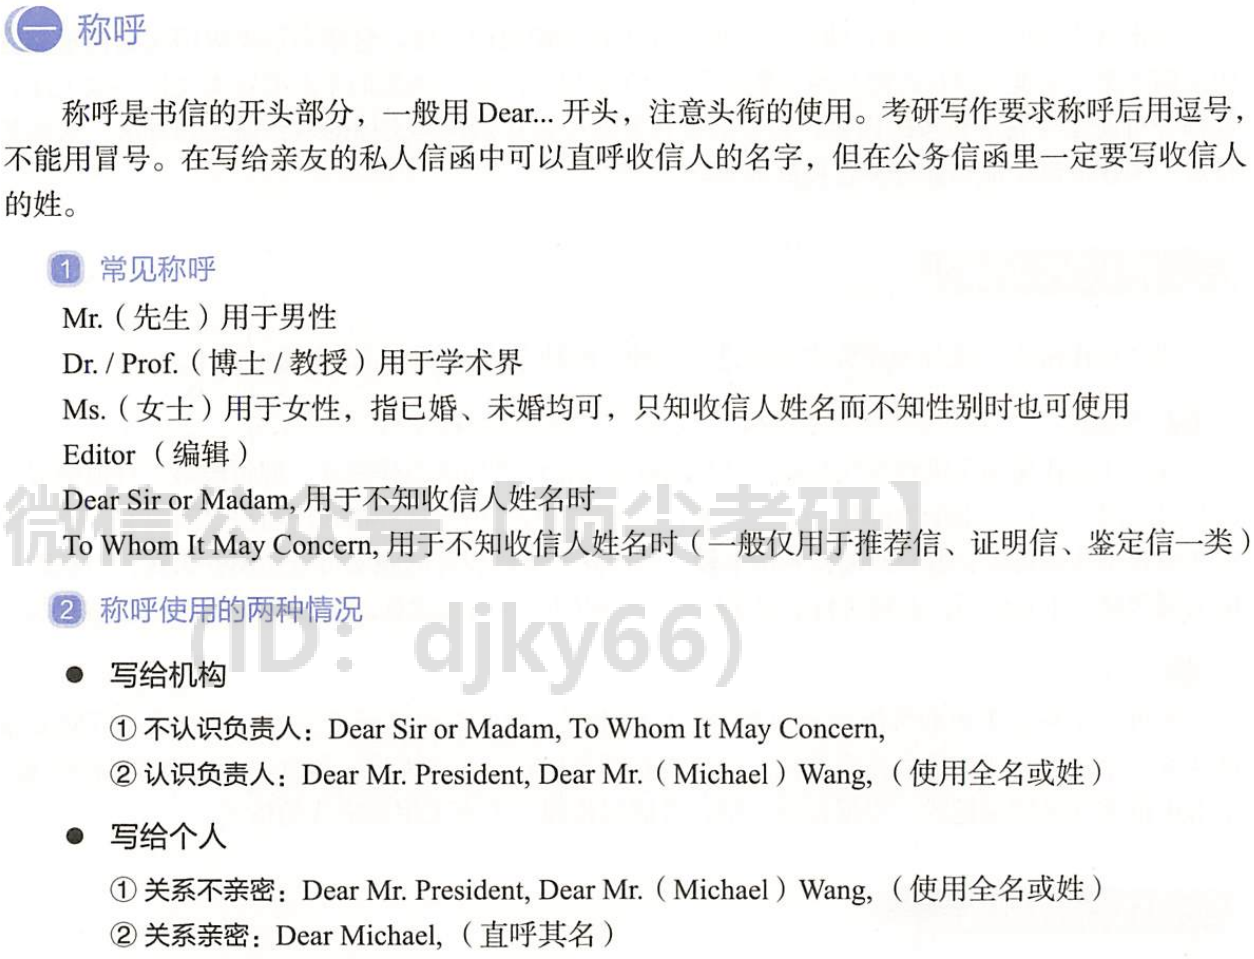 一 称呼
称呼是书信的开头部分，一般用 Dear... 开头，注意头衔的使用。考研写作要求称呼后用逗号，
不能用冒号。在写给亲友的私人信函中可以直呼收信人的名字，但在公务信函里一定要写收信人
的姓。
1 常见称呼
Mr.（先生）用于男性
Dr. / Prof.（博士 / 教授）用于学术界
Ms.（女士）用于女性，指已婚、未婚均可，只知收信人姓名而不知性别时也可使用
Editor （编辑）
Dear Sir or Madam, 用于不知收信人姓名时
微信公众号【顶尖考研】
To Whom It May Concern, 用于不知收信人姓名时（一般仅用于推荐信、证明信、鉴定信一类）
2 称呼使用的两种情况
(ID：djky66)
● 写给机构
① 不认识负责人：Dear Sir or Madam, To Whom It May Concern,
② 认识负责人：Dear Mr. President, Dear Mr.（Michael）Wang,（使用全名或姓）
● 写给个人
① 关系不亲密：Dear Mr. President, Dear Mr.（Michael）Wang,（使用全名或姓）
② 关系亲密：Dear Michael,（直呼其名）